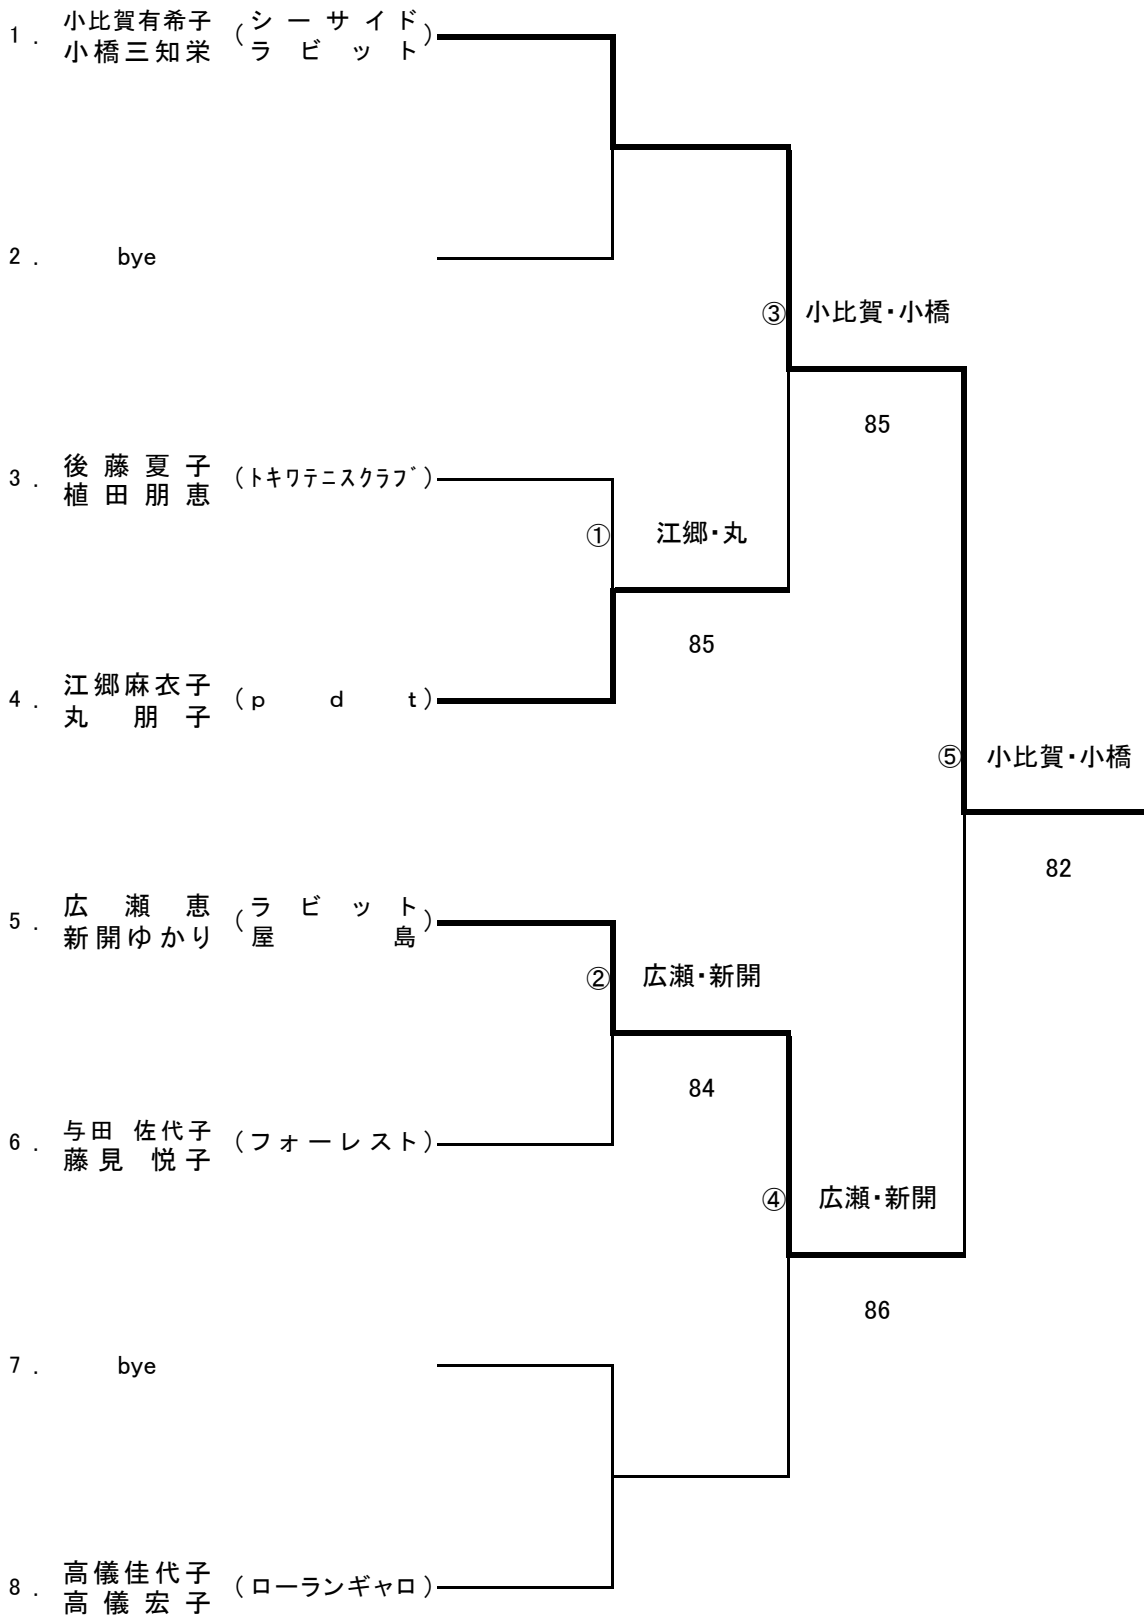 1． 小比賀有希子 (シーサイド)
小橋三知栄 ラビット
2． bye
③ 小比賀・小橋
85
3． 後藤夏子 (トキワテニスクラブ)
植田朋恵
① 江郷・丸
85
4． 江郷麻衣子 (pdt)
丸 朋子
⑤ 小比賀・小橋
82
5． 広瀬恵 (ラビット)
新開ゆかり 屋島
② 広瀬・新開
84
6． 与田 佐代子 (フォーレスト)
藤見 悦子
④ 広瀬・新開
86
7． bye
8． 高儀佳代子 (ローランギャロ)
高儀宏子